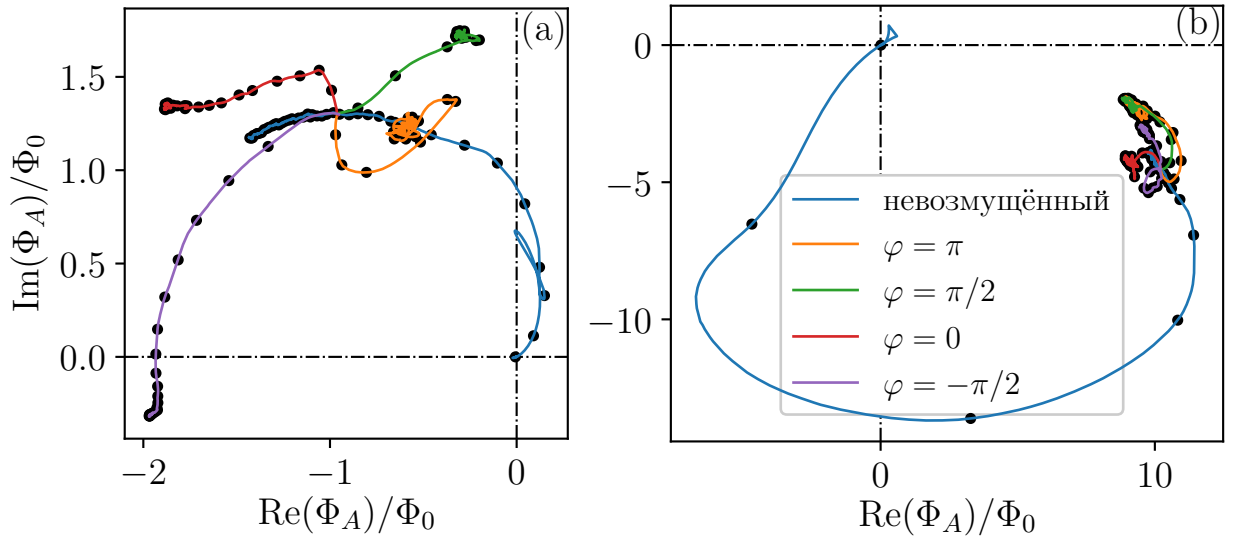 (a)
1.5
1.0
0.5
0.0
Im(Φ_A)/Φ_0
−2
−1
0
Re(Φ_A)/Φ_0
(b)
0
−5
−10
невозмущённый
φ = π
φ = π/2
φ = 0
φ = −π/2
0
10
Re(Φ_A)/Φ_0